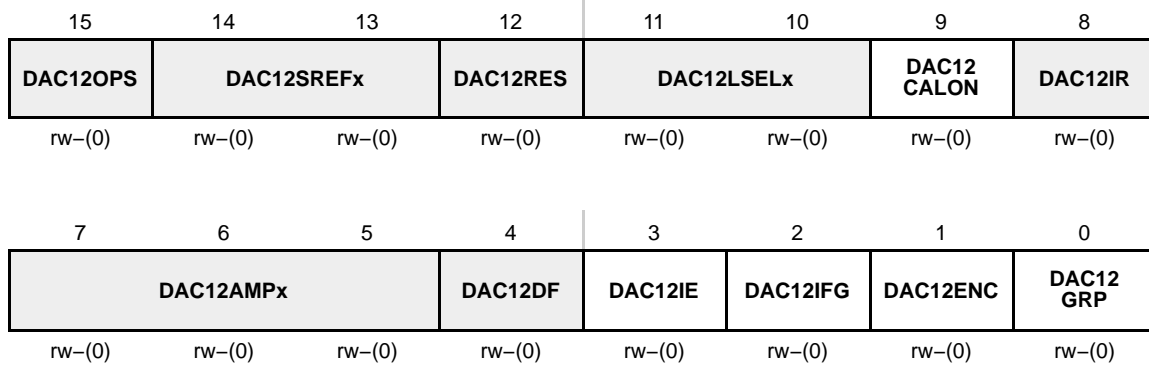 15 14 13 12 11 10 9 8
DAC12OPS DAC12SREFx DAC12RES DAC12LSELx DAC12 CALON DAC12IR
rw−(0) rw−(0) rw−(0) rw−(0) rw−(0) rw−(0) rw−(0) rw−(0)
7 6 5 4 3 2 1 0
DAC12AMPx DAC12DF DAC12IE DAC12IFG DAC12ENC DAC12 GRP
rw−(0) rw−(0) rw−(0) rw−(0) rw−(0) rw−(0) rw−(0) rw−(0)